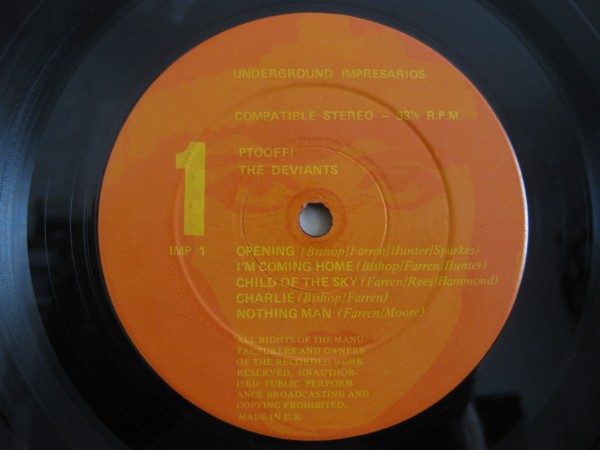 UNDERGROUND IMPRESARIOS
COMPATIBLE STEREO – 33⅓ R.P.M.
1
PTOOFF!
THE DEVIANTS
IMP 1
OPENING (Bishop/Farren/Hunter/Sparkes)
I'M COMING HOME (Bishop/Farren/Hunter)
CHILD OF THE SKY (Farren/Rees/Hammond)
CHARLIE (Bishop/Farren)
NOTHING MAN (Farren/Moore)
ALL RIGHTS OF THE MANU-
FACTURERS AND OWNERS
OF THE RECORDED WORK
RESERVED, UNAUTHOR-
ISED PUBLIC PERFORM
ANCE BROADCASTING AND
COPYING PROHIBITED.
MADE IN U.K.